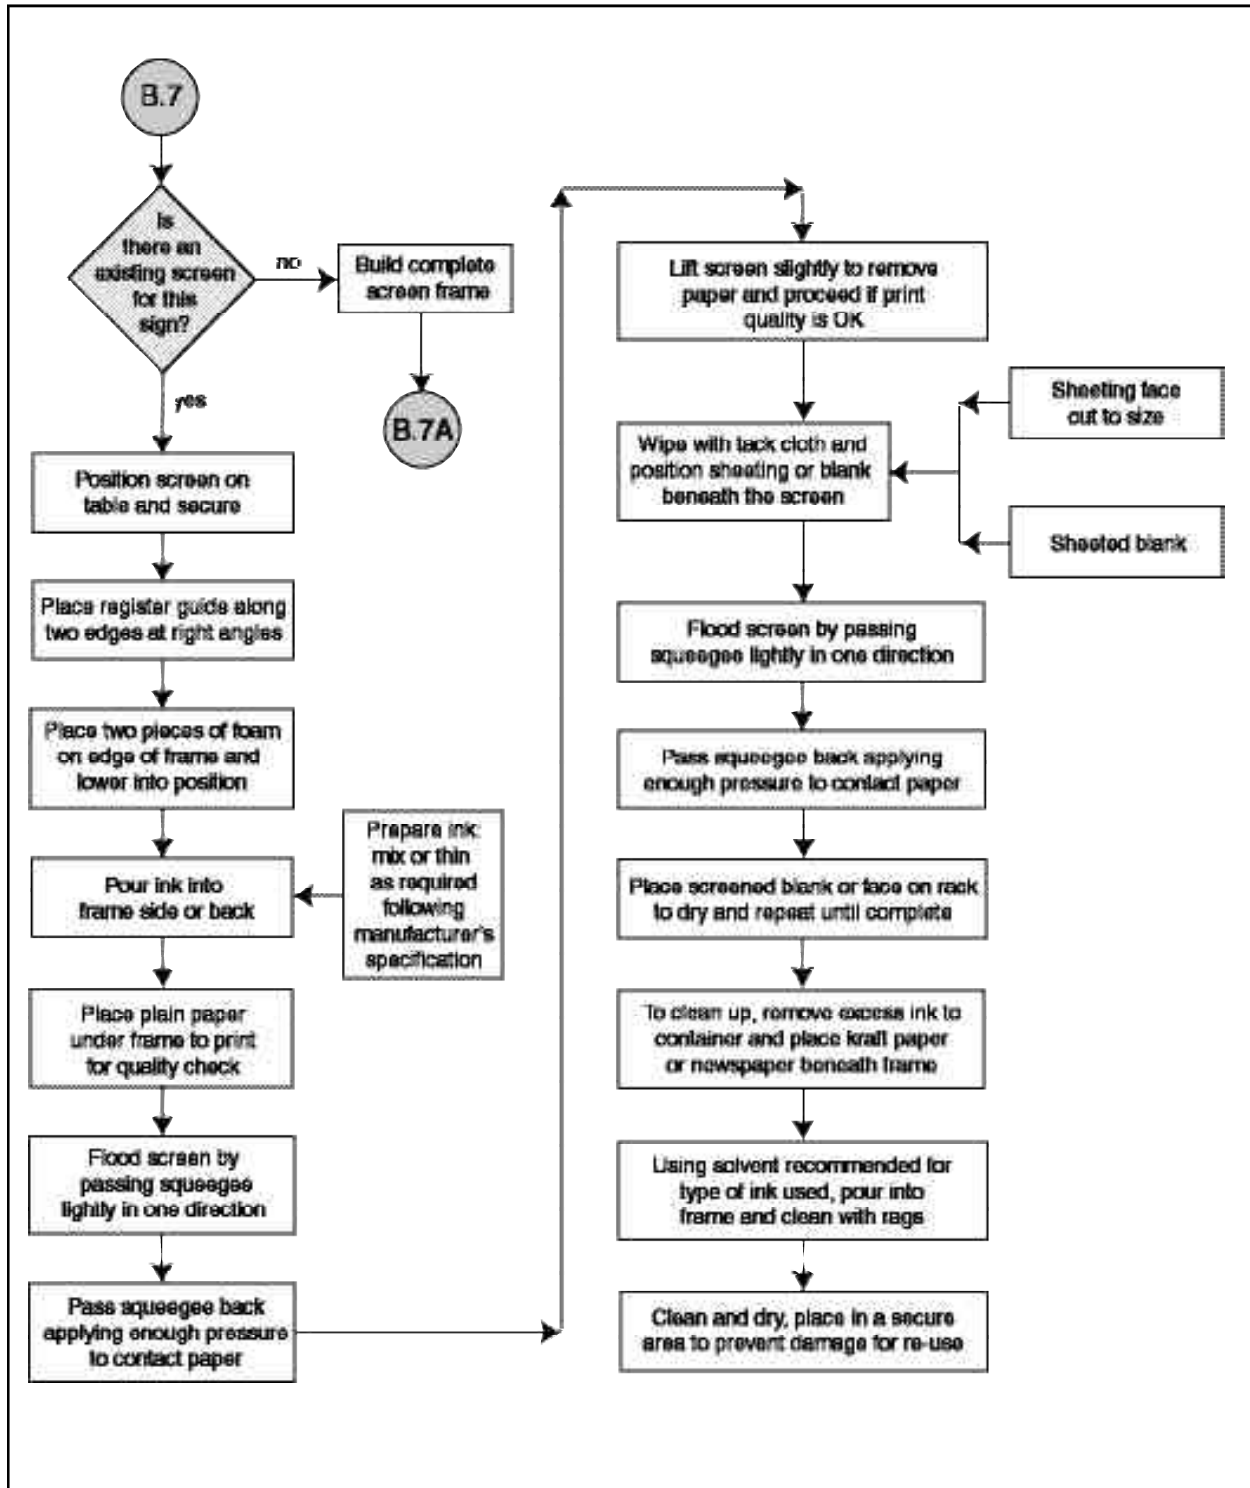 B.7
Is
there an
existing screen
for this
sign?
no
Build complete
screen frame
B.7A
yes
Position screen on
table and secure
Place register guide along
two edges at right angles
Place two pieces of foam
on edge of frame and
lower into position
Pour ink into
frame side or back
Prepare ink:
mix or thin
as required
following
manufacturer's
specification
Place plain paper
under frame to print
for quality check
Flood screen by
passing squeegee
lightly in one direction
Pass squeegee back
applying enough pressure
to contact paper
Lift screen slightly to remove
paper and proceed if print
quality is OK
Wipe with tack cloth and
position sheeting or blank
beneath the screen
Sheeting face
cut to size
Sheeted blank
Flood screen by passing
squeegee lightly in one direction
Pass squeegee back applying
enough pressure to contact paper
Place screened blank or face on rack
to dry and repeat until complete
To clean up, remove excess ink to
container and place kraft paper
or newspaper beneath frame
Using solvent recommended for
type of ink used, pour into
frame and clean with rags
Clean and dry, place in a secure
area to prevent damage for re-use